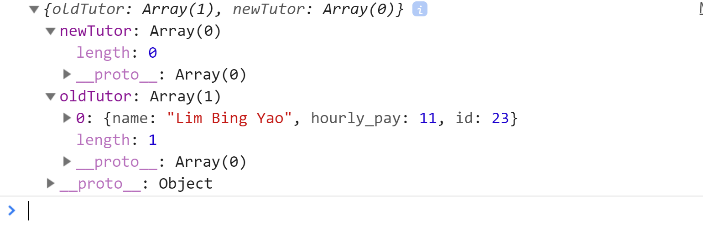 ▼{oldTutor: Array(1), newTutor: Array(0)} i
▼newTutor: Array(0)
length: 0
▶__proto__: Array(0)
▼oldTutor: Array(1)
▶0: {name: "Lim Bing Yao", hourly_pay: 11, id: 23}
length: 1
▶__proto__: Array(0)
▶__proto__: Object
>